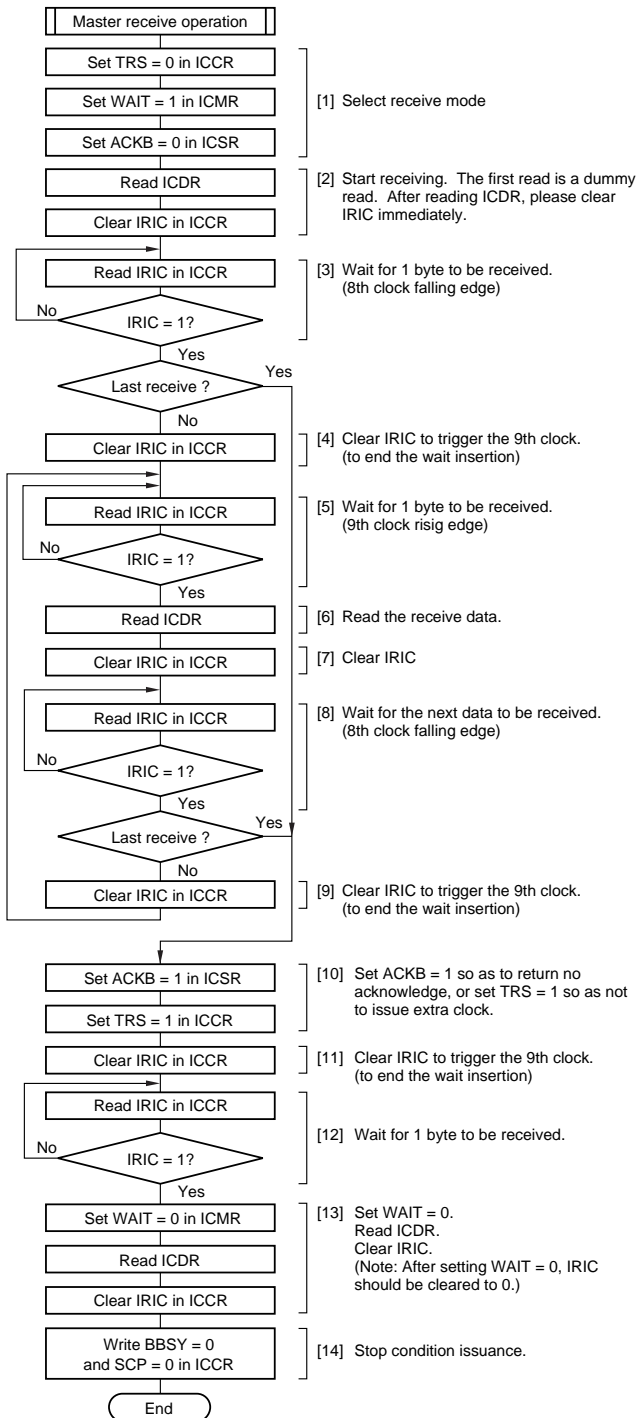 Master receive operation
Set TRS = 0 in ICCR
Set WAIT = 1 in ICMR
Set ACKB = 0 in ICSR
[1] Select receive mode
Read ICDR
Clear IRIC in ICCR
[2] Start receiving. The first read is a dummy
read. After reading ICDR, please clear
IRIC immediately.
Read IRIC in ICCR
No
IRIC = 1?
Yes
[3] Wait for 1 byte to be received.
(8th clock falling edge)
Last receive ?
Yes
No
Clear IRIC in ICCR
[4] Clear IRIC to trigger the 9th clock.
(to end the wait insertion)
Read IRIC in ICCR
No
IRIC = 1?
Yes
[5] Wait for 1 byte to be received.
(9th clock risig edge)
Read ICDR
[6] Read the receive data.
Clear IRIC in ICCR
[7] Clear IRIC
Read IRIC in ICCR
No
IRIC = 1?
Yes
[8] Wait for the next data to be received.
(8th clock falling edge)
Last receive ?
Yes
No
Clear IRIC in ICCR
[9] Clear IRIC to trigger the 9th clock.
(to end the wait insertion)
Set ACKB = 1 in ICSR
Set TRS = 1 in ICCR
[10] Set ACKB = 1 so as to return no
acknowledge, or set TRS = 1 so as not
to issue extra clock.
Clear IRIC in ICCR
[11] Clear IRIC to trigger the 9th clock.
(to end the wait insertion)
Read IRIC in ICCR
No
IRIC = 1?
Yes
[12] Wait for 1 byte to be received.
Set WAIT = 0 in ICMR
Read ICDR
Clear IRIC in ICCR
[13] Set WAIT = 0.
Read ICDR.
Clear IRIC.
(Note: After setting WAIT = 0, IRIC
should be cleared to 0.)
Write BBSY = 0
and SCP = 0 in ICCR
[14] Stop condition issuance.
End